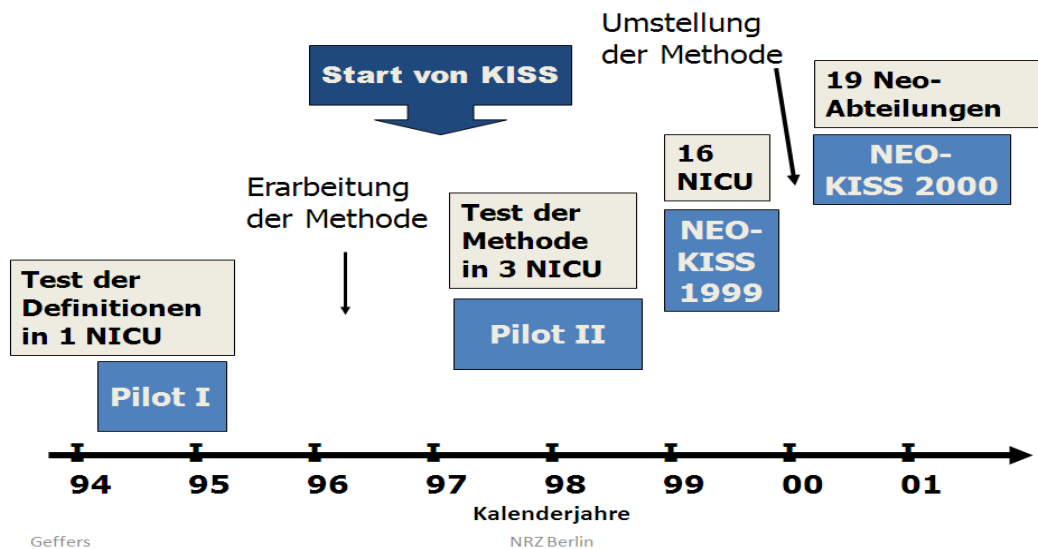 Umstellung
der Methode
Start von KISS
19 Neo-
Abteilungen
16
NICU
NEO-
KISS 2000
Erarbeitung
der Methode
Test der
Methode
in 3 NICU
NEO-
KISS
1999
Test der
Definitionen
in 1 NICU
Pilot II
Pilot I
94 95 96 97 98 99 00 01
Kalenderjahre
Geffers
NRZ Berlin